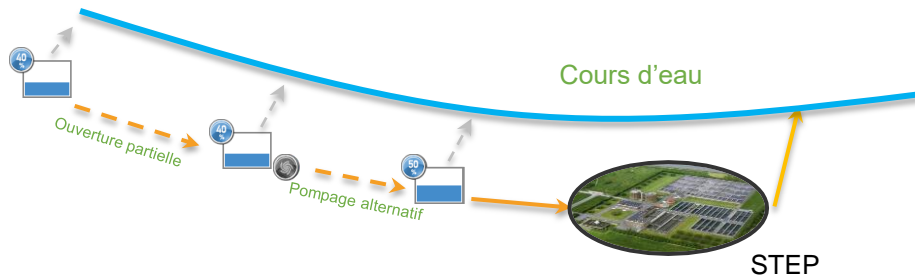 40
%
Cours d'eau
Ouverture partielle
40
%
50
%
Pompage alternatif
STEP